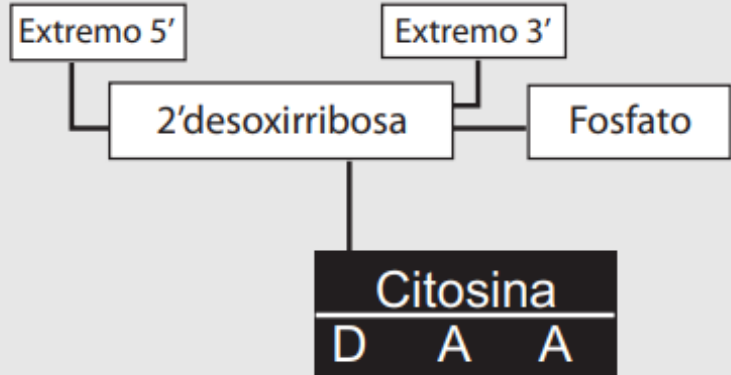 Extremo 5’
Extremo 3’
2’desoxirribosa
Fosfato
Citosina
D A A